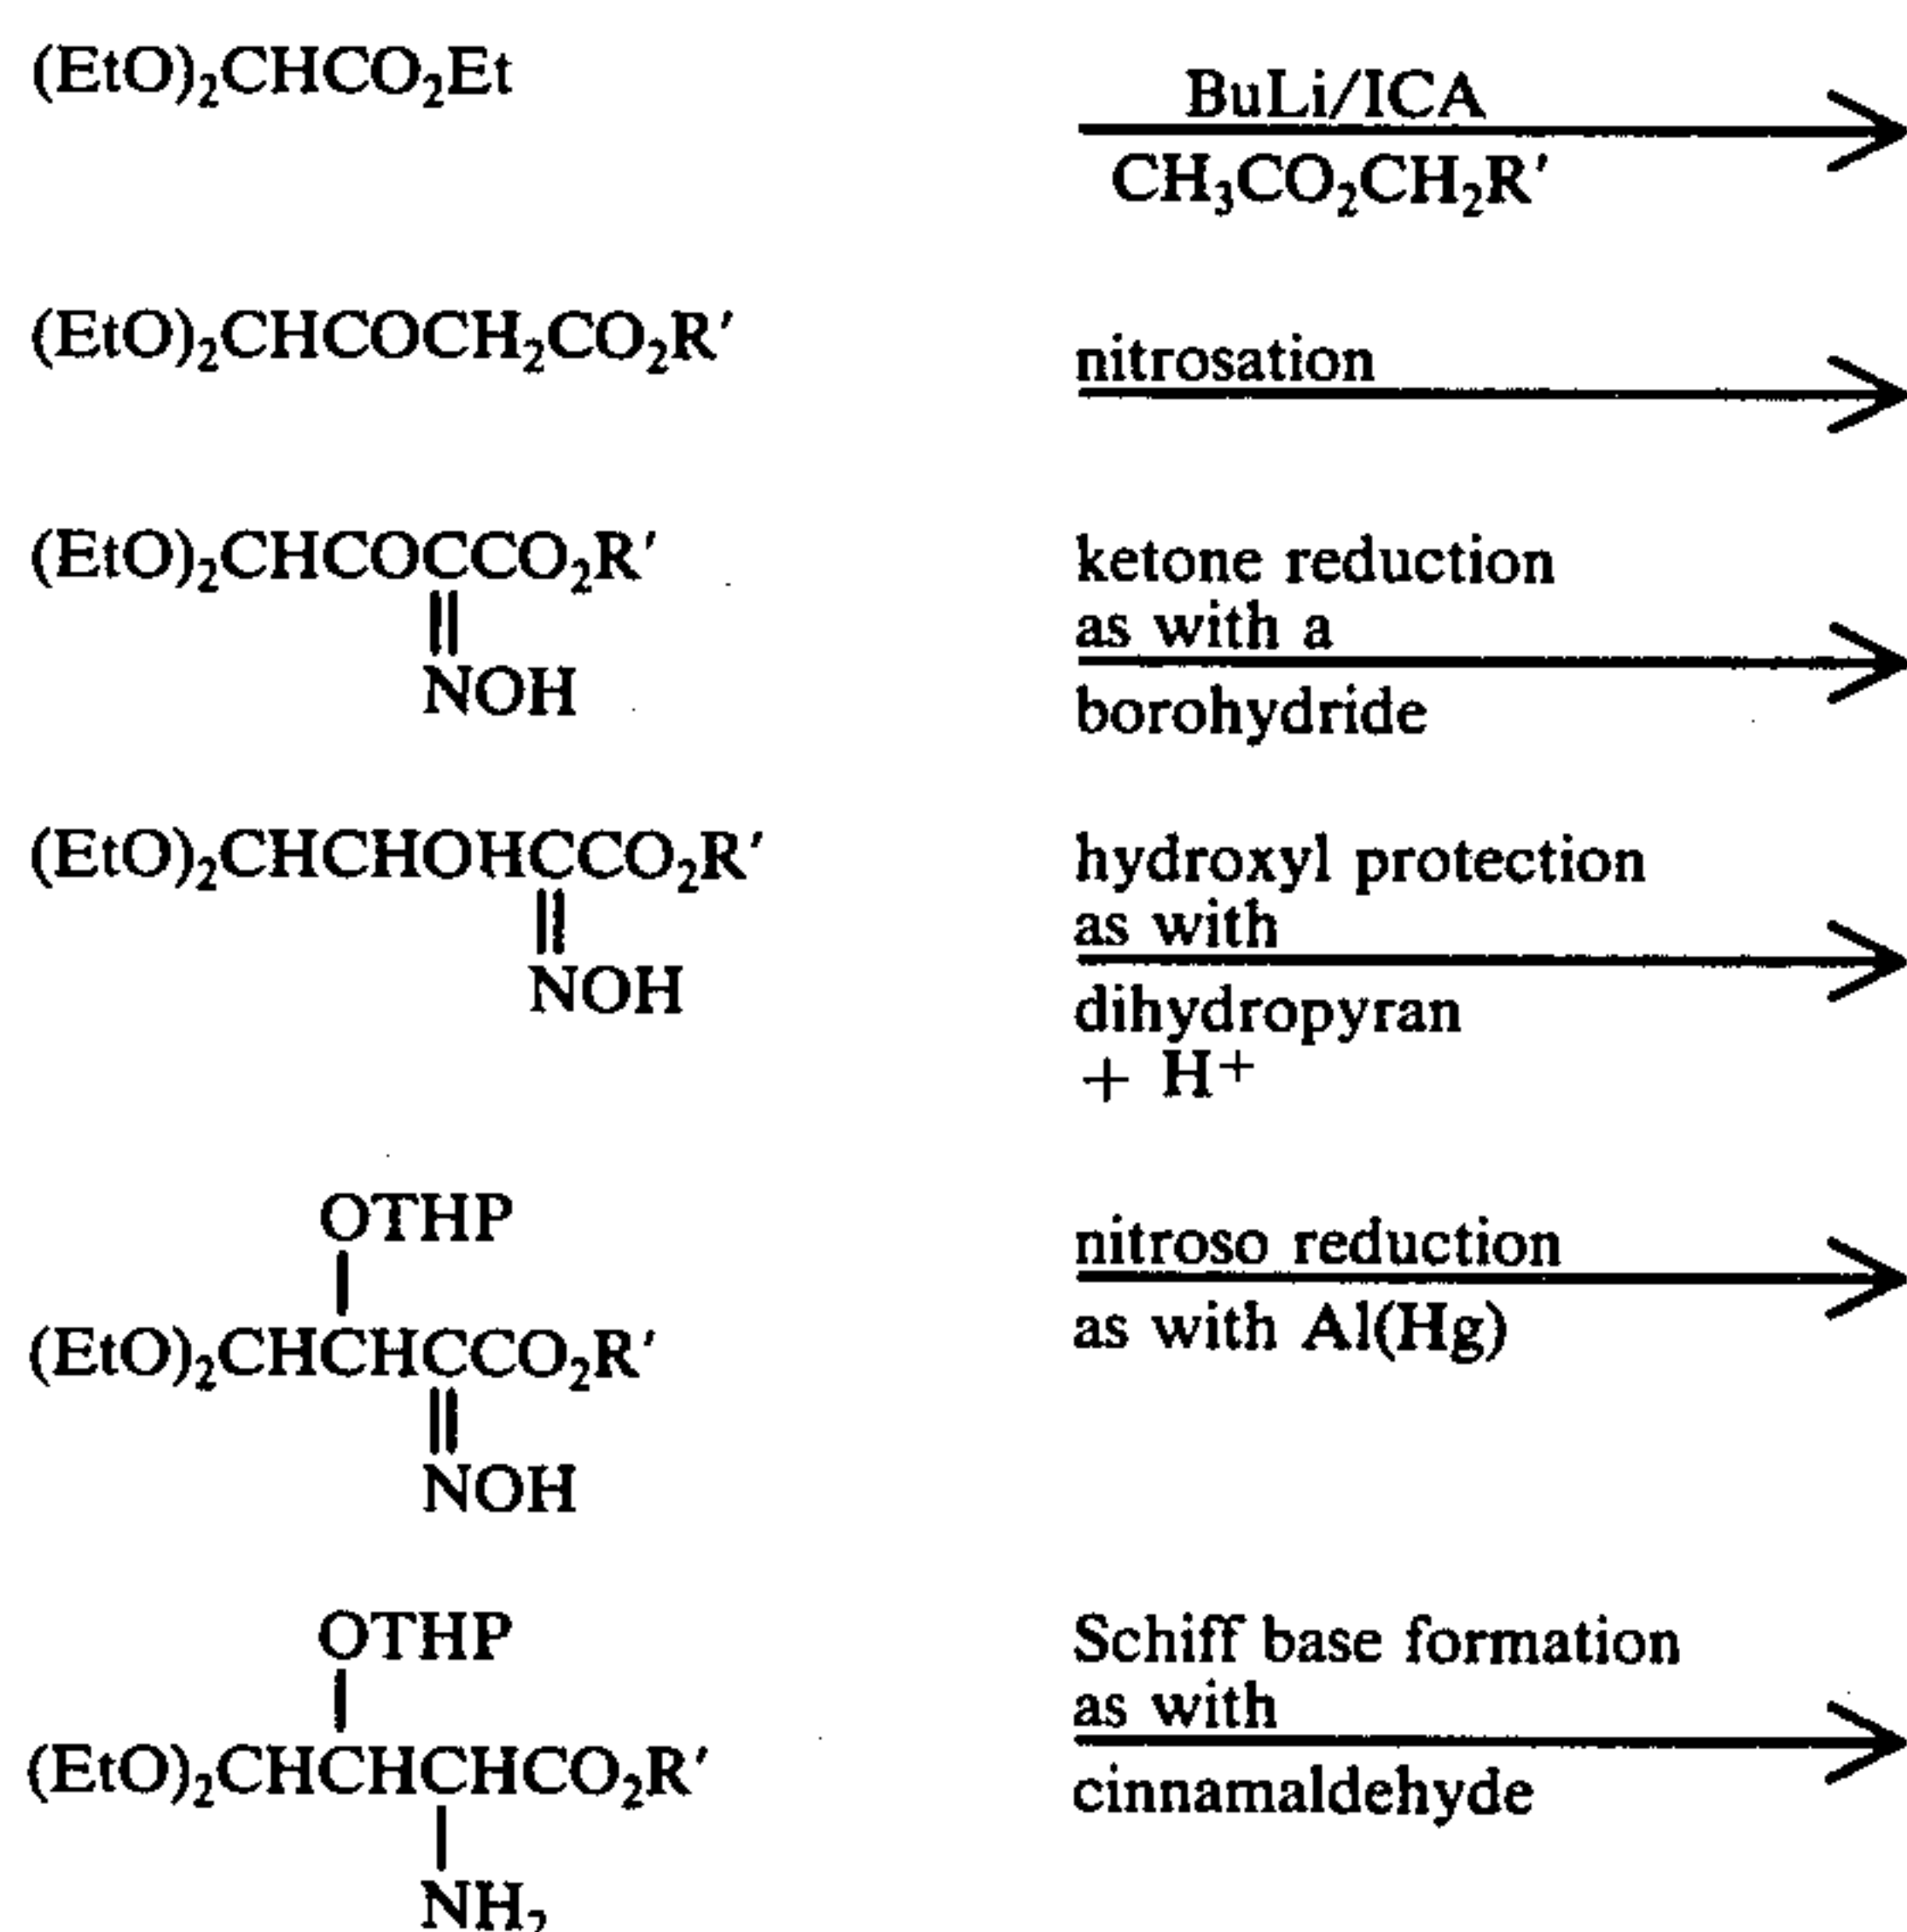 (EtO)₂CHCO₂Et
BuLi/ICA
CH₃CO₂CH₂R′
(EtO)₂CHCOCH₂CO₂R′
nitrosation
(EtO)₂CHCOCCO₂R′
NOH
ketone reduction
as with a
borohydride
(EtO)₂CHCHOHCCO₂R′
NOH
hydroxyl protection
as with
dihydropyran
+ H⁺
OTHP
(EtO)₂CHCHCCO₂R′
NOH
nitroso reduction
as with Al(Hg)
OTHP
(EtO)₂CHCHCHCO₂R′
NH₂
Schiff base formation
as with
cinnamaldehyde